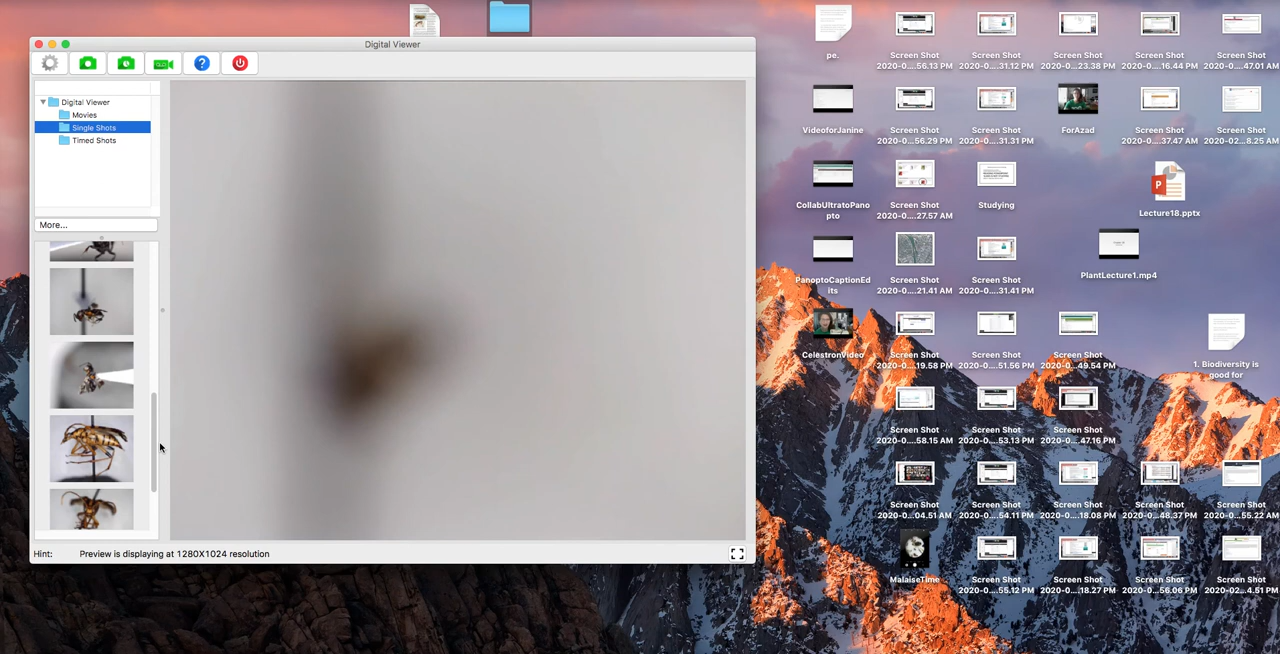 Digital Viewer
Digital Viewer
Movies
Single Shots
Timed Shots
More...
Hint: Preview is displaying at 1280X1024 resolution
pe.
Screen Shot
2020-0....56.13 PM
Screen Shot
2020-0....31.12 PM
Screen Shot
2020-0....23.38 PM
Screen Shot
2020-0....16.44 PM
Screen Shot
2020-02....47.01 AM
VideoforJanine
Screen Shot
2020-0...56.29 PM
Screen Shot
2020-0....31.31 PM
ForAzad
Screen Shot
2020-0...37.47 AM
Screen Shot
2020-02...8.25 AM
CollabUltratoPano
pto
Screen Shot
2020-0....27.57 AM
Studying
Lecture18.pptx
PanoptoCaptionEd
its
Screen Shot
2020-0....21.41 AM
Screen Shot
2020-0....31.41 PM
PlantLecture1.mp4
CelestronVideo
Screen Shot
2020-0....19.58 PM
Screen Shot
2020-0....51.56 PM
Screen Shot
2020-0...49.54 PM
1. Biodiversity is
good for
Screen Shot
2020-0....58.15 AM
Screen Shot
2020-0....53.13 PM
Screen Shot
2020-0....47.16 PM
Screen Shot
2020-0...04.51 AM
Screen Shot
2020-0....54.11 PM
Screen Shot
2020-0....18.08 PM
Screen Shot
2020-0...48.37 PM
Screen Shot
2020-0...55.22 AM
MalaiseTime
Screen Shot
2020-0....55.12 PM
Screen Shot
2020-0....18.27 PM
Screen Shot
2020-0...56.06 PM
Screen Shot
2020-02...4.51 PM